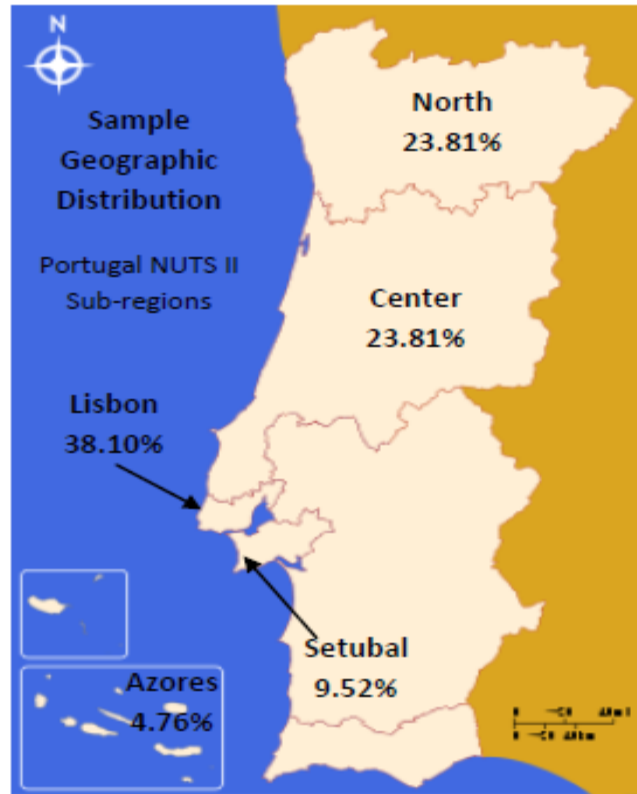 N
Sample
Geographic
Distribution
Portugal NUTS II
Sub-regions
North
23.81%
Center
23.81%
Lisbon
38.10%
Setubal
9.52%
Azores
4.76%